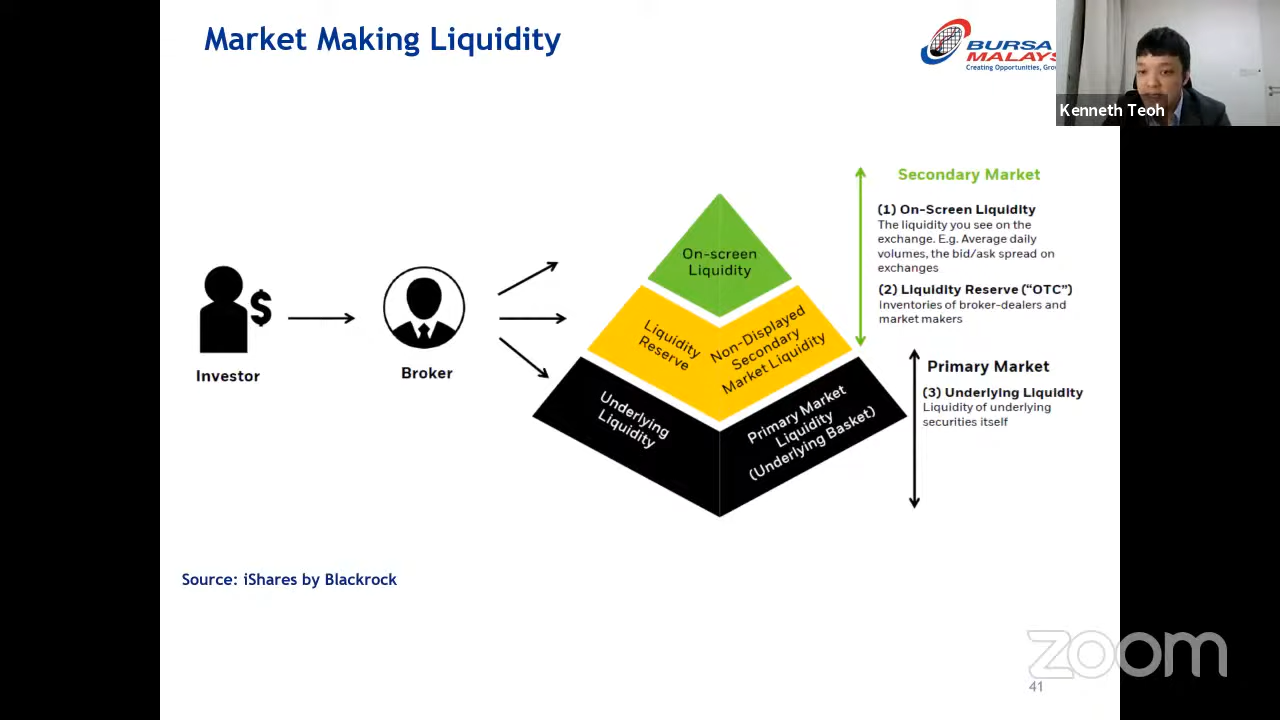 Market Making Liquidity
BURSA
MALAYS
Creating Opportunities, Grow
Kenneth Teoh
Investor
$
Broker
On-screen
Liquidity
Liquidity
Reserve
Non-Displayed
Secondary
Market Liquidity
Underlying
Liquidity
Primary Market
Liquidity
(Underlying Basket)
Secondary Market
(1) On-Screen Liquidity
The liquidity you see on the
exchange. E.g. Average daily
volumes, the bid/ask spread on
exchanges
(2) Liquidity Reserve (“OTC”)
Inventories of broker-dealers and
market makers
Primary Market
(3) Underlying Liquidity
Liquidity of underlying
securities itself
Source: iShares by Blackrock
zoom
41